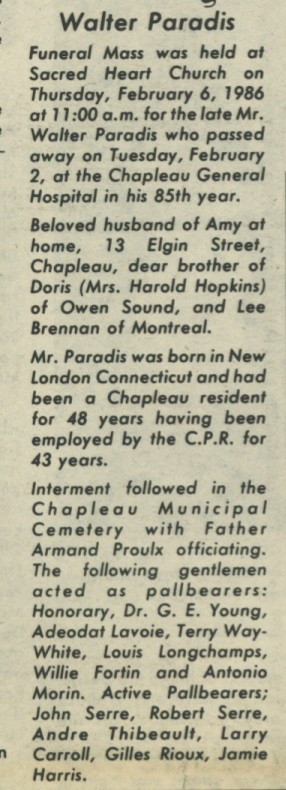 Walter Paradis
Funeral Mass was held at
Sacred Heart Church on
Thursday, February 6, 1986
at 11:00 a.m. for the late Mr.
Walter Paradis who passed
away on Tuesday, February
2, at the Chapleau General
Hospital in his 85th year.
Beloved husband of Amy at
home, 13 Elgin Street,
Chapleau, dear brother of
Doris (Mrs. Harold Hopkins)
of Owen Sound, and Lee
Brennan of Montreal.
Mr. Paradis was born in New
London Connecticut and had
been a Chapleau resident
for 48 years having been
employed by the C.P.R. for
43 years.
Interment followed in the
Chapleau Municipal
Cemetery with Father
Armand Proulx officiating.
The following gentlemen
acted as pallbearers:
Honorary, Dr. G. E. Young,
Adeodat Lavoie, Terry Way-
White, Louis Longchamps,
Willie Fortin and Antonio
Morin. Active Pallbearers;
John Serre, Robert Serre,
Andre Thibeault, Larry
Carroll, Gilles Rioux, Jamie
Harris.